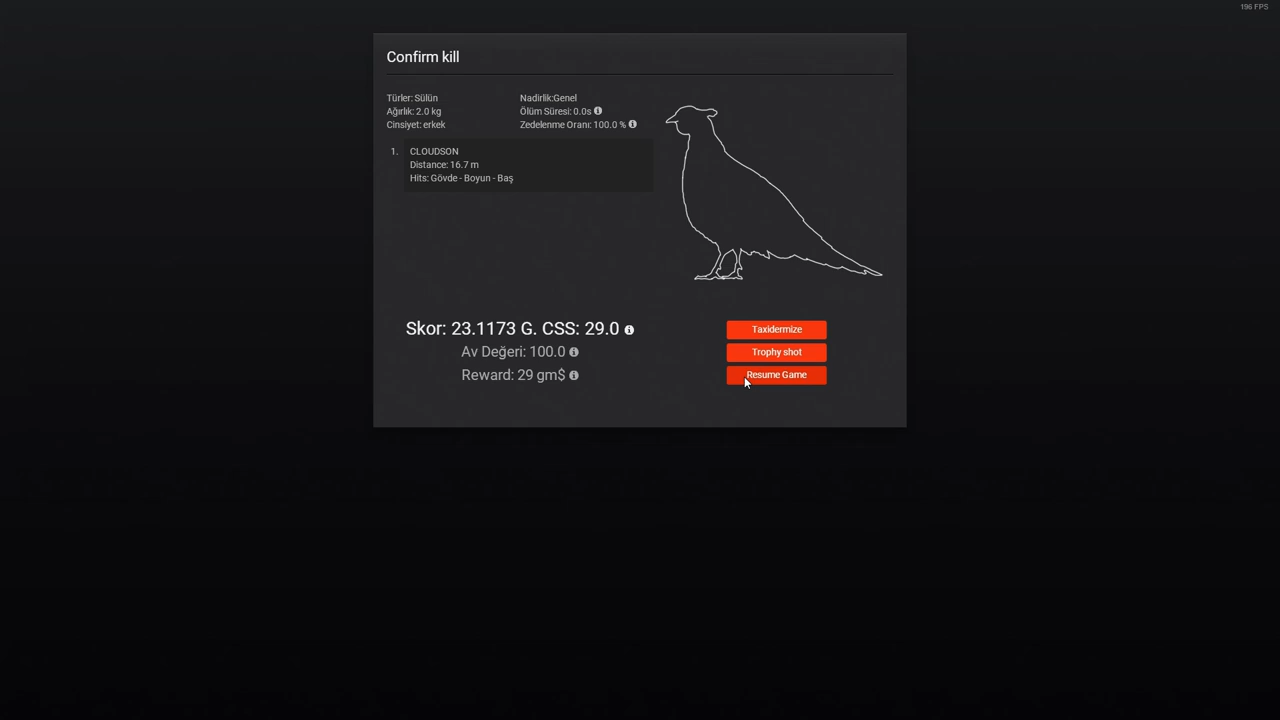 196 FPS
Confirm kill
Türler: Sülün
Nadirlik:Genel
Ağırlık: 2.0 kg
Ölüm Süresi: 0.0s
Cinsiyet: erkek
Zedelenme Oranı: 100.0 %
1. CLOUDSON
Distance: 16.7 m
Hits: Gövde - Boyun - Baş
Skor: 23.1173 G. CSS: 29.0
Av Değeri: 100.0
Reward: 29 gm$
Taxidermize
Trophy shot
Resume Game